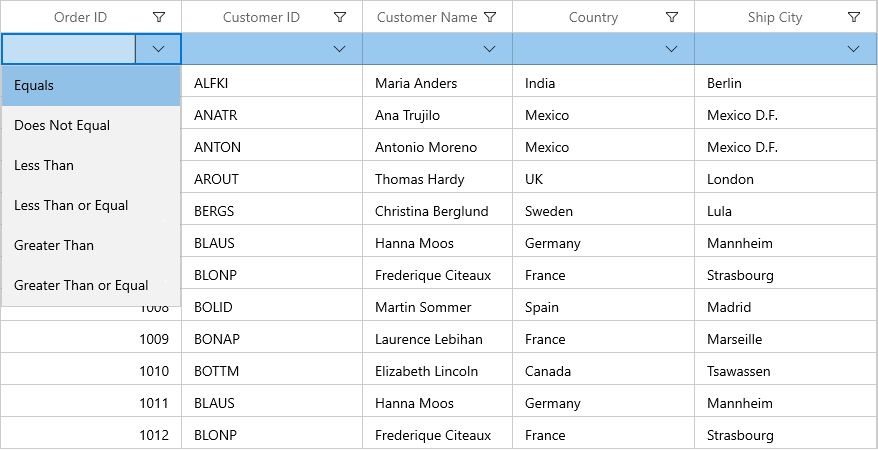 Order ID Customer ID Customer Name Country Ship City
Equals ALFKI Maria Anders India Berlin
ANATR Ana Trujilo Mexico Mexico D.F.
Does Not Equal
ANTON Antonio Moreno Mexico Mexico D.F.
Less Than
AROUT Thomas Hardy UK London
Less Than or Equal BERGS Christina Berglund Sweden Lula
Greater Than BLAUS Hanna Moos Germany Mannheim
BLONP Frederique Citeaux France Strasbourg
Greater Than or Equal
1008 BOLID Martin Sommer Spain Madrid
1009 BONAP Laurence Lebihan France Marseille
1010 BOTTM Elizabeth Lincoln Canada Tsawassen
1011 BLAUS Hanna Moos Germany Mannheim
1012 BLONP Frederique Citeaux France Strasbourg